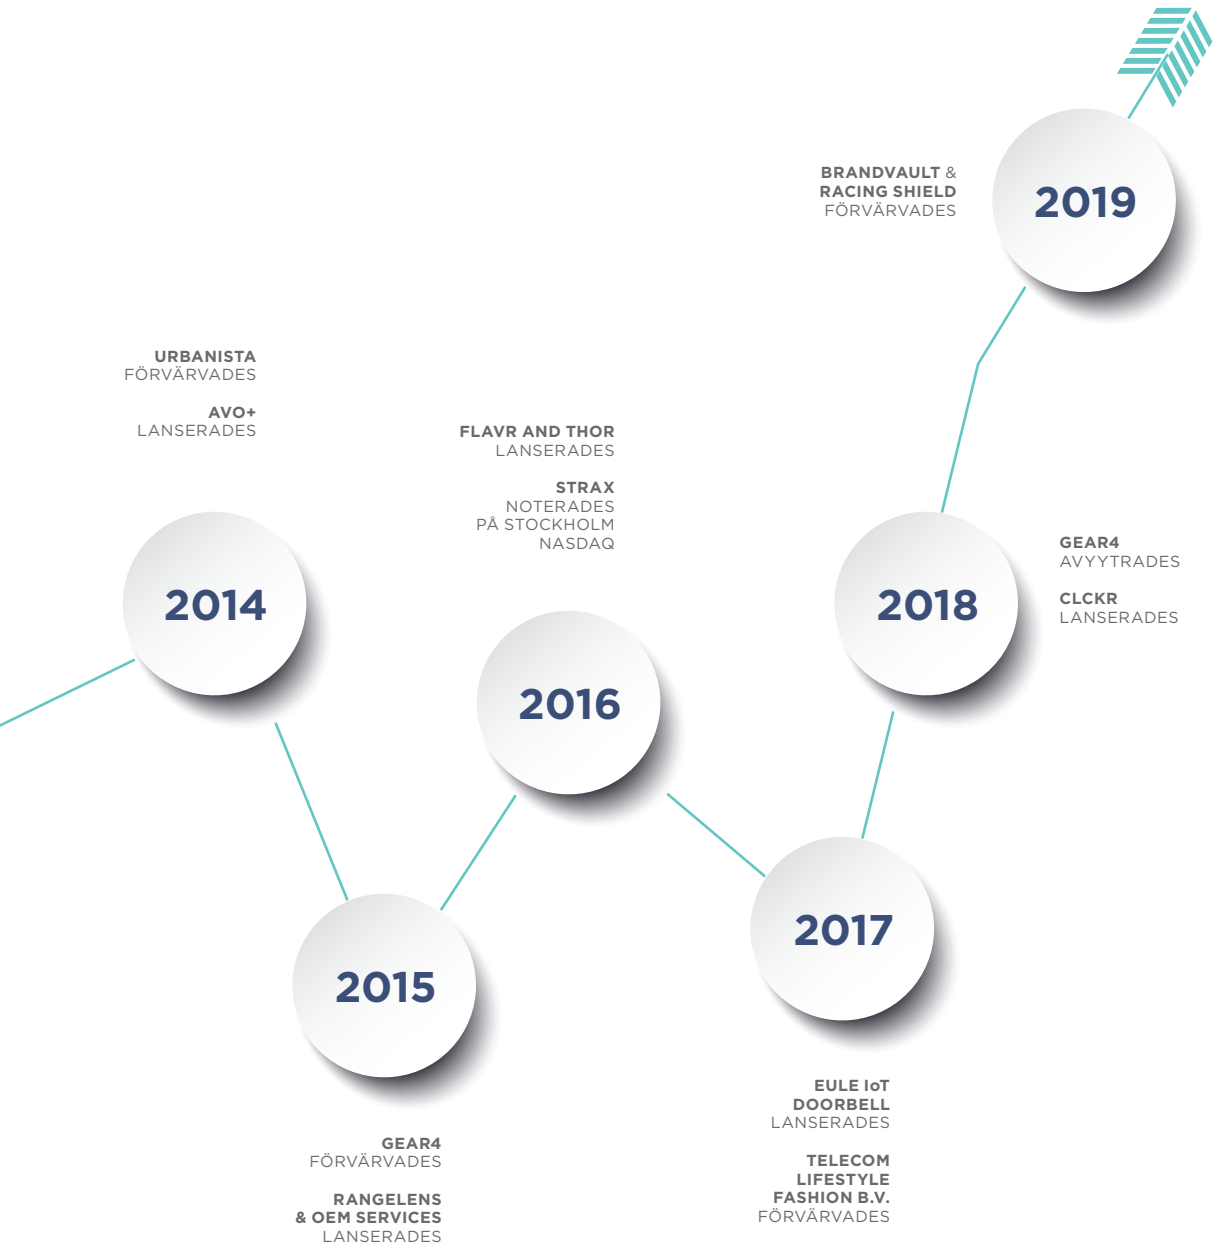 URBANISTA
FÖRVÄRVADES
AVO+
LANSERADES
2014
2015
GEAR4
FÖRVÄRVADES
RANGELENS
& OEM SERVICES
LANSERADES
FLAVR AND THOR
LANSERADES
STRAX
NOTERADES
PÅ STOCKHOLM
NASDAQ
2016
2017
EULE IoT
DOORBELL
LANSERADES
TELECOM
LIFESTYLE
FASHION B.V.
FÖRVÄRVADES
2018
GEAR4
AVYYTRADES
CLCKR
LANSERADES
BRANDVAULT &
RACING SHIELD
FÖRVÄRVADES
2019